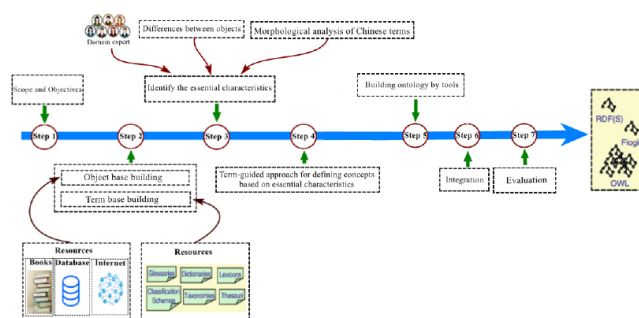 Domain expert
Differences between objects
Morphological analysis of Chinese terms
Scope and Objectives
Identify the essential characteristics
Building ontology by tools
Step 1
Step 2
Step 3
Step 4
Step 5
Step 6
Step 7
RDF(S)
Flogic
OWL
Object base building
Term base building
Term-guided approach for defining concepts
based on essential characteristics
Integration
Evaluation
Resources
Books
Database
Internet
Resources
Glossaries
Dictionaries
Lexicons
Classification
Schemas
Taxonomies
Thesauri